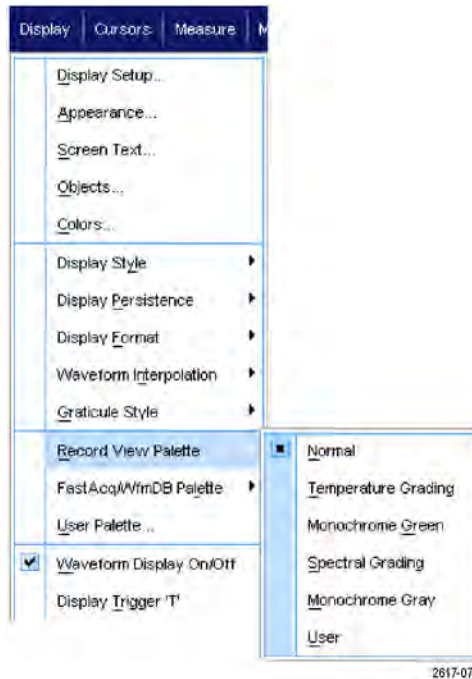 Display Cursors Measure
Display Setup...
Appearance...
Screen Text...
Objects...
Colors...
Display Style
Display Persistence
Display Format
Waveform Interpolation
Graticule Style
Record View Palette
FastAcq/WfmDB Palette
User Palette...
Waveform Display On/Off
Display Trigger 'T'
Normal
Temperature Grading
Monochrome Green
Spectral Grading
Monochrome Gray
User
2617-07